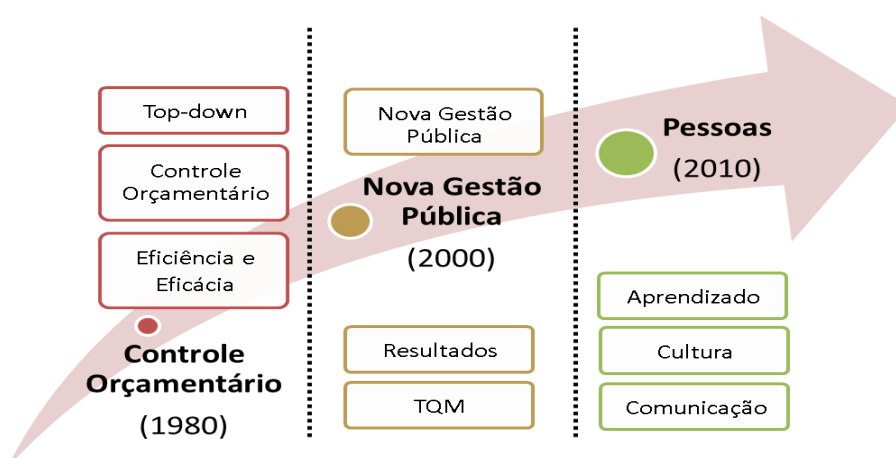 Top-down
Controle
Orçamentário
Eficiência e
Eficácia
Controle
Orçamentário
(1980)
Nova Gestão
Pública
Nova Gestão
Pública
(2000)
Resultados
TQM
Pessoas
(2010)
Aprendizado
Cultura
Comunicação